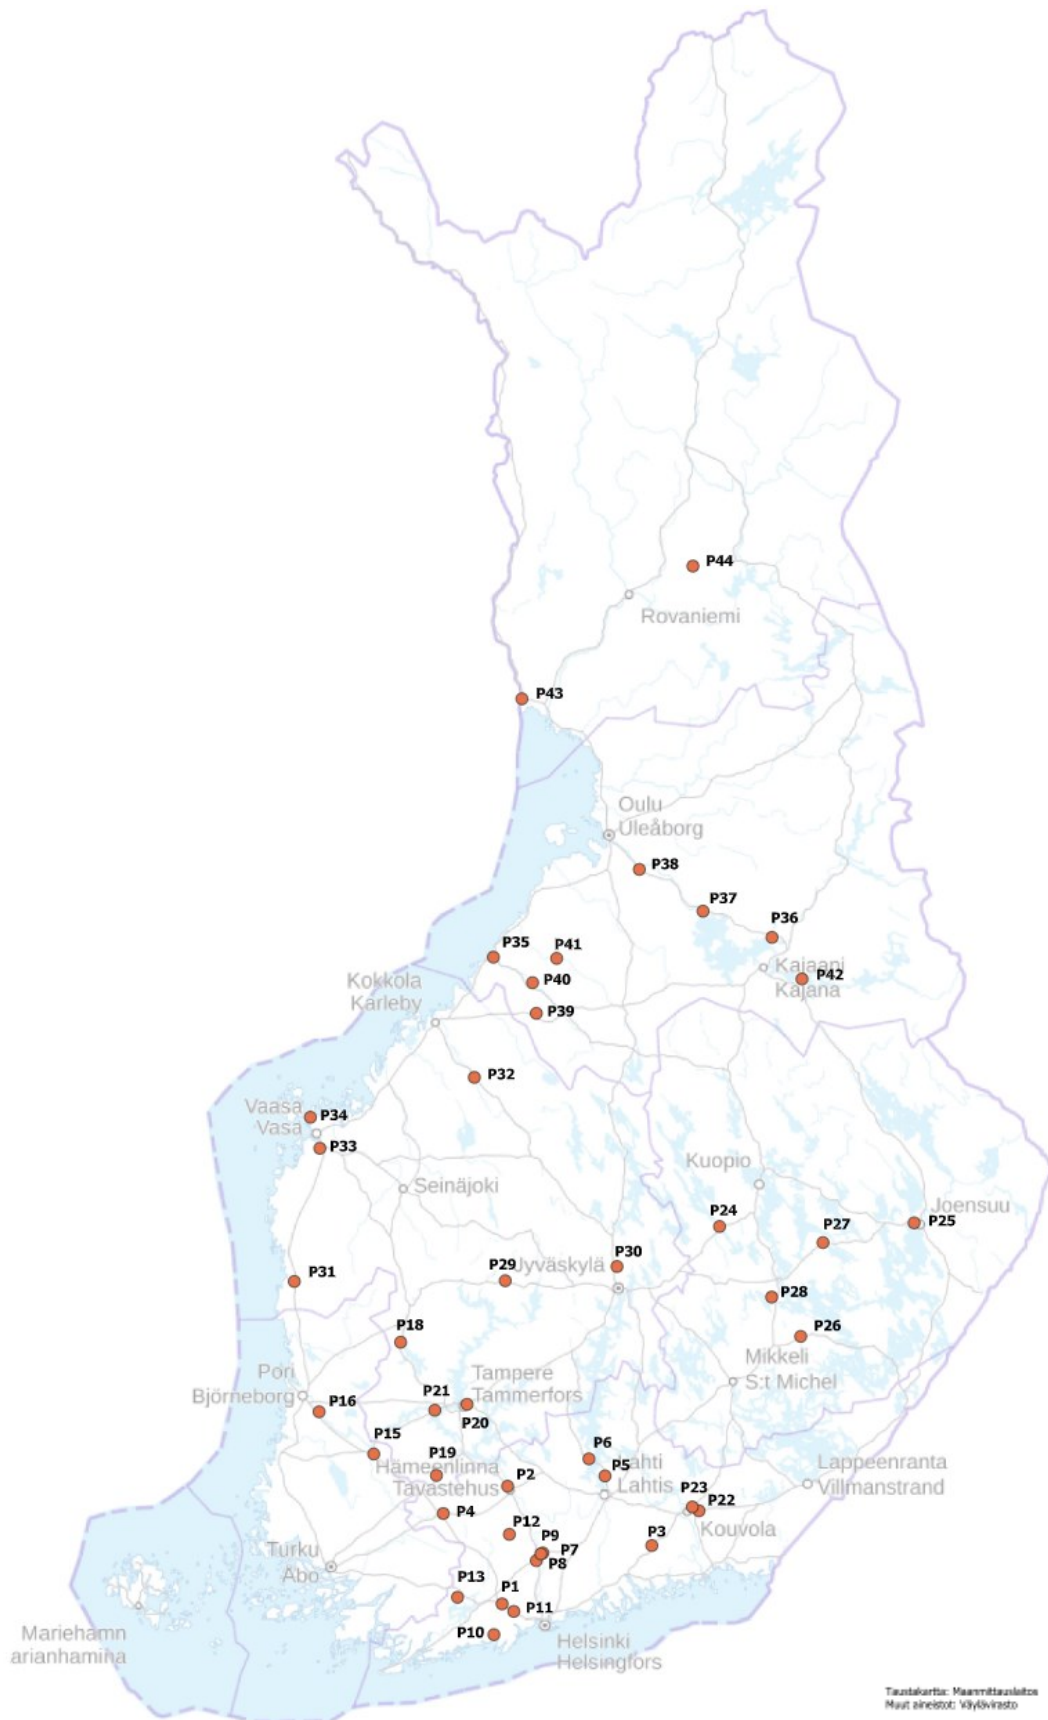 P44
Rovaniemi
P43
Oulu
Uleåborg
P38
P37
P36
P35
P41
Kajaani
Kajana
P42
P40
Kokkola
Karleby
P39
P32
Vaasa
Vasa
P34
P33
Kuopio
Seinäjoki
P24
Joensuu
P25
P27
P29
Jyväskylä
P30
P31
P28
P18
P26
Mikkeli
S:t Michel
Pori
Björneborg
Tampere
Tammerfors
P21
P16
P20
P15
P6
P19
Hämeenlinna
Tavastehus
P5
Lahti
Lahtis
Lappeenranta
Villmanstrand
P2
P23
P22
P4
Kouvola
P12
P9
P3
P7
P8
Turku
Åbo
P13
P1
P11
P10
Helsinki
Helsingfors
Mariehamn
arianhamina
Taustakartta: Maanmittauslaitos
Muut aineistot: Väylävirasto